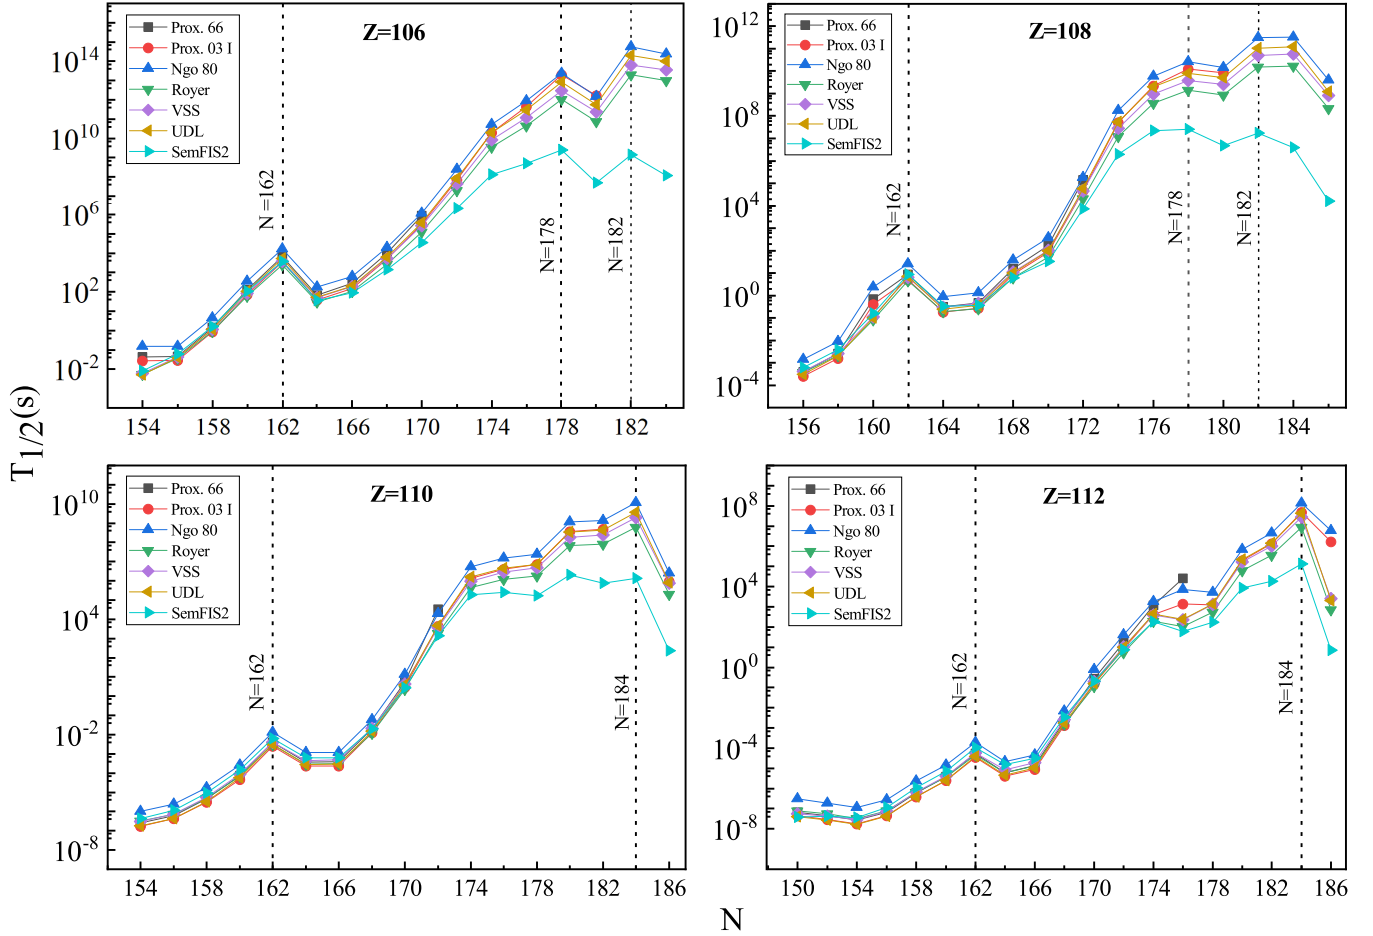 Z=106
Prox. 66
Prox. 03 I
Ngo 80
Royer
VSS
UDL
SemFIS2
N =162
N=178
N=182
10^14
10^10
10^6
10^2
10^-2
154 158 162 166 170 174 178 182
Z=108
Prox. 66
Prox. 03 I
Ngo 80
Royer
VSS
UDL
SemFIS2
N=162
N=178
N=182
10^12
10^8
10^4
10^0
10^-4
156 160 164 168 172 176 180 184
T1/2(s)
Z=110
Prox. 66
Prox. 03 I
Ngo 80
Royer
VSS
UDL
SemFIS2
N=162
N=184
10^10
10^4
10^-2
10^-8
154 158 162 166 170 174 178 182 186
Z=112
Prox. 66
Prox. 03 I
Ngo 80
Royer
VSS
UDL
SemFIS2
N=162
N=184
10^8
10^4
10^0
10^-4
10^-8
150 154 158 162 166 170 174 178 182 186
N